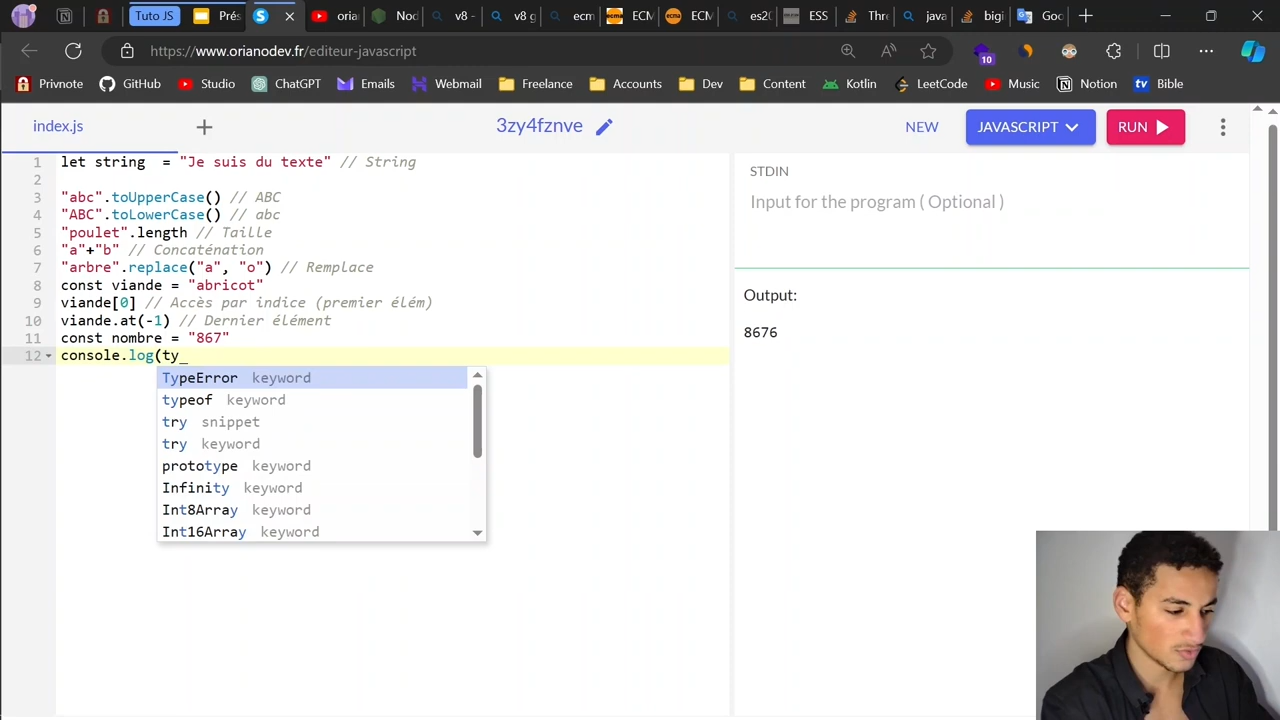 Tuto JS
Prés
oria
Nod
v8 -
v8 g
ecm
ECM
ECM
es20
ESS
Thr
java
bigi
Goc
https://www.orianodev.fr/editeur-javascript
10
Privnote
GitHub
Studio
ChatGPT
Emails
Warmail
Freelance
Accounts
Dev
Content
Kotlin
LeetCode
Music
Notion
tv Bible
index.js
3zy4fznve
NEW
JAVASCRIPT
RUN
1 let string  = "Je suis du texte" // String
2
3 "abc".toUpperCase() // ABC
4 "ABC".toLowerCase() // abc
5 "poulet".length // Taille
6 "a"+"b" // Concaténation
7 "arbre".replace("a", "o") // Remplace
8 const viande = "abricot"
9 viande[0] // Accès par indice (premier élém)
10 viande.at(-1) // Dernier élément
11 const nombre = "867"
12 console.log(ty_
TypeError keyword
typeof keyword
try snippet
try keyword
prototype keyword
Infinity keyword
Int8Array keyword
Int16Array keyword
STDIN
Input for the program ( Optional )
Output:
8676